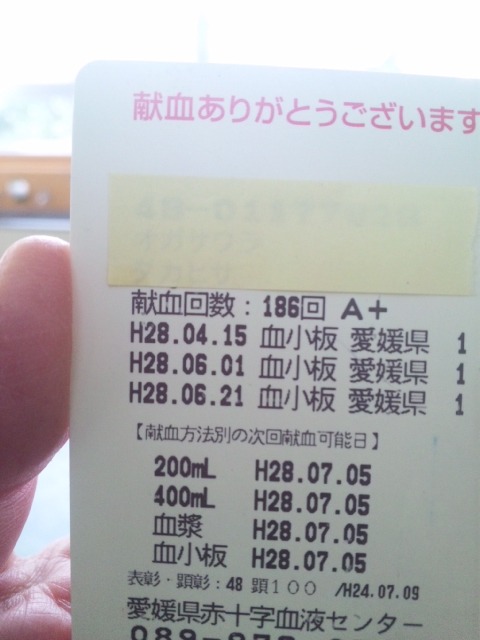 献血ありがとうございます
献血回数:186回 A+
H28.04.15 血小板 愛媛県 1
H28.06.01 血小板 愛媛県 1
H28.06.21 血小板 愛媛県 1
【献血方法別の次回献血可能日】
200mL H28.07.05
400mL H28.07.05
血漿 H28.07.05
血小板 H28.07.05
表彰・顕彰:48 顕100 /H24.07.09
愛媛県赤十字血液センター